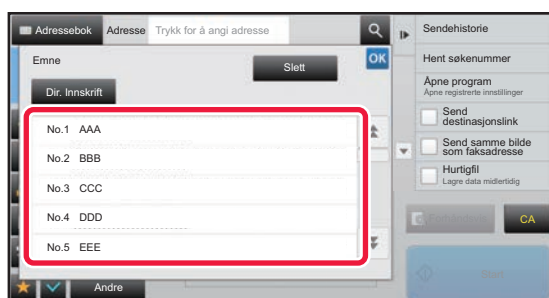 Adressebok Adresse Trykk for å angi adresse
Emne
Slett
OK
Dir. Innskrift
No.1 AAA
No.2 BBB
No.3 CCC
No.4 DDD
No.5 EEE
Andre
Sendehistorie
Hent søkenummer
Åpne program
Åpne registrerte innstillinger
Send
destinasjonslink
Send samme bilde
som faksadresse
Hurtigfil
Lagre data midlertidig
CA
Start